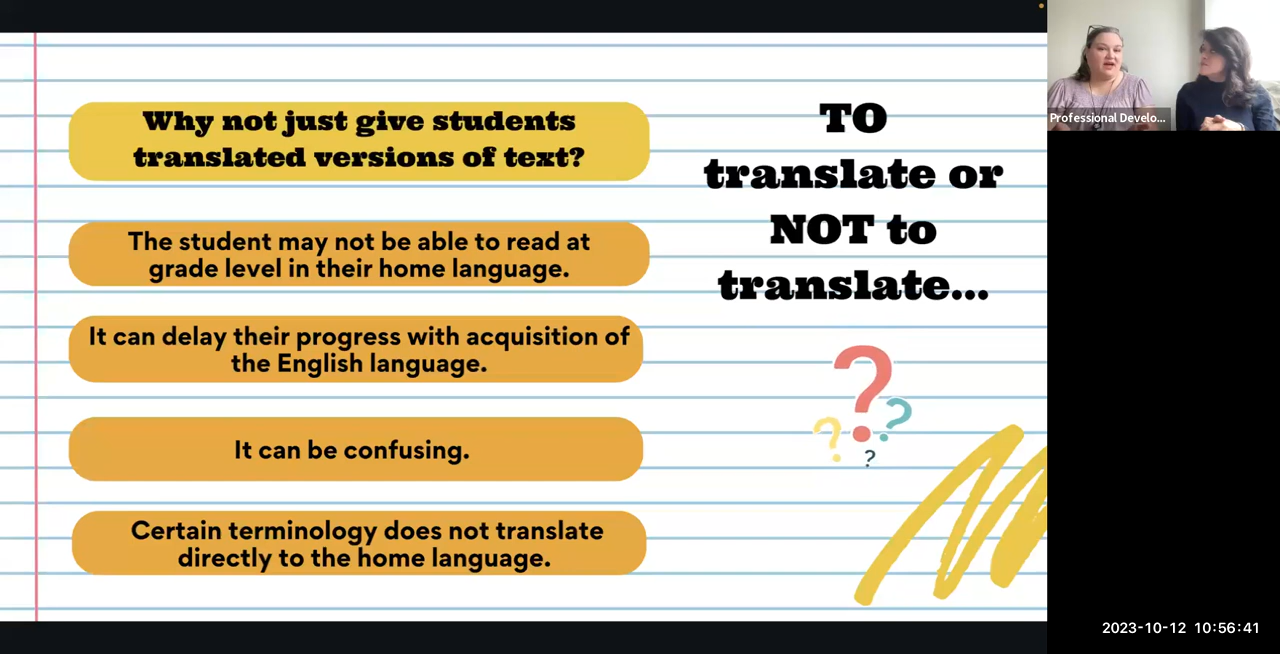 Why not just give students
translated versions of text?
The student may not be able to read at
grade level in their home language.
It can delay their progress with acquisition of
the English language.
It can be confusing.
Certain terminology does not translate
directly to the home language.
TO
translate or
NOT to
translate...
? ? ? ?
Professional Develo...
2023-10-12 10:56:41